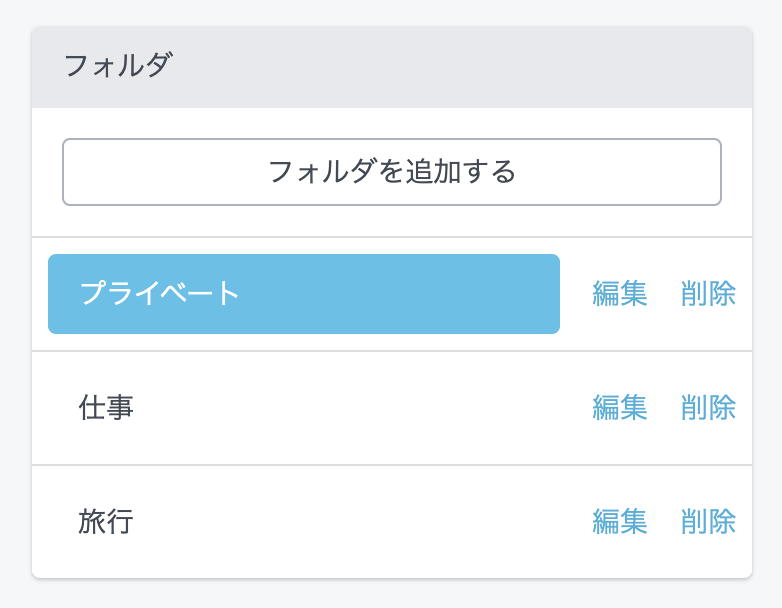 フォルダ
フォルダを追加する
プライベート 編集 削除
仕事 編集 削除
旅行 編集 削除